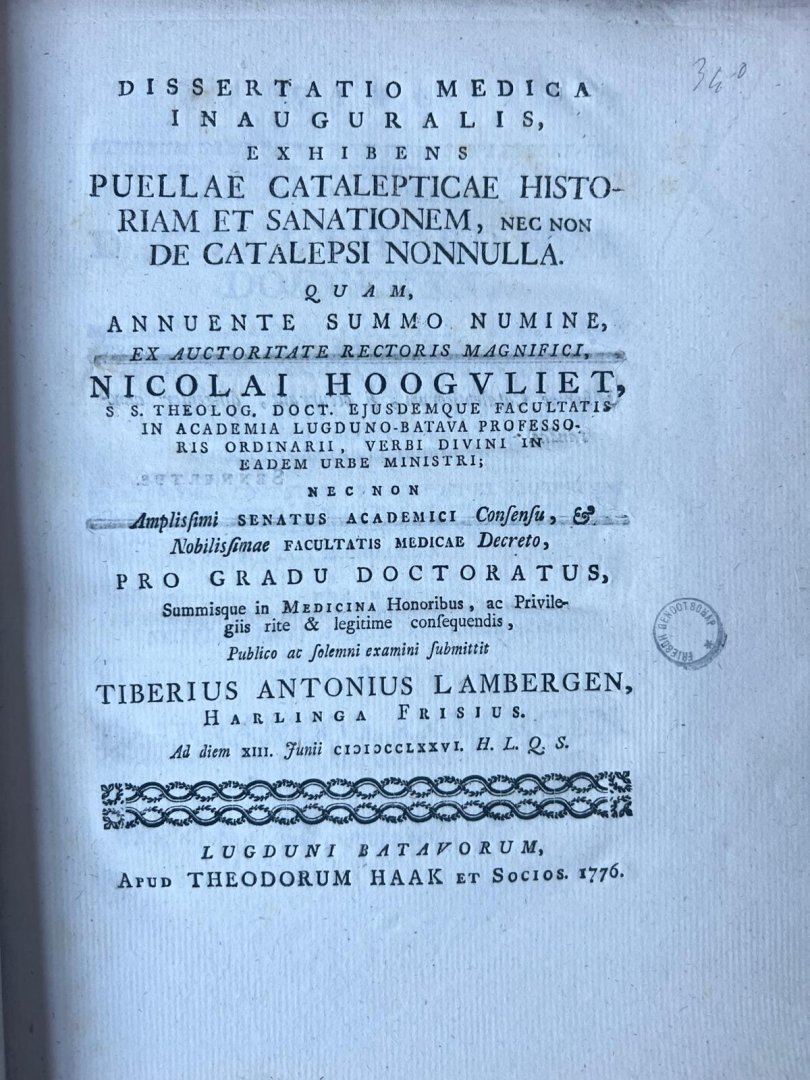 340
DISSERTATIO MEDICA
INAUGURALIS,
EXHIBENS
PUELLAE CATALEPTICAE HISTO-
RIAM ET SANATIONEM, NEC NON
DE CATALEPSI NONNULLA.
QUAM,
ANNUENTE SUMMO NUMINE,
EX AUCTORITATE RECTORIS MAGNIFICI,
NICOLAI HOOGVLIET,
S S. THEOLOG. DOCT. EJUSDEMQUE FACULTATIS
IN ACADEMIA LUGDUNO-BATAVA PROFESSO-
RIS ORDINARII, VERBI DIVINI IN
EADEM URBE MINISTRI;
NEC NON
Ampliſſimi SENATUS ACADEMICI Conſenſu, &
Nobiliſſimae FACULTATIS MEDICAE Decreto,
PRO GRADU DOCTORATUS,
Summisque in MEDICINA Honoribus, ac Privile-
giis rite & legitime conſequendis,
Publico ac ſolemni examini ſubmittit
TIBERIUS ANTONIUS LAMBERGEN,
HARLINGA FRISIUS.
Ad diem XIII. Junii CIↃIↃCCLXXVI. H. L. Q. S.
LUGDUNI BATAVORUM,
APUD THEODORUM HAAK ET SOCIOS. 1776.
FRIESCH GENOOTSCHAP *